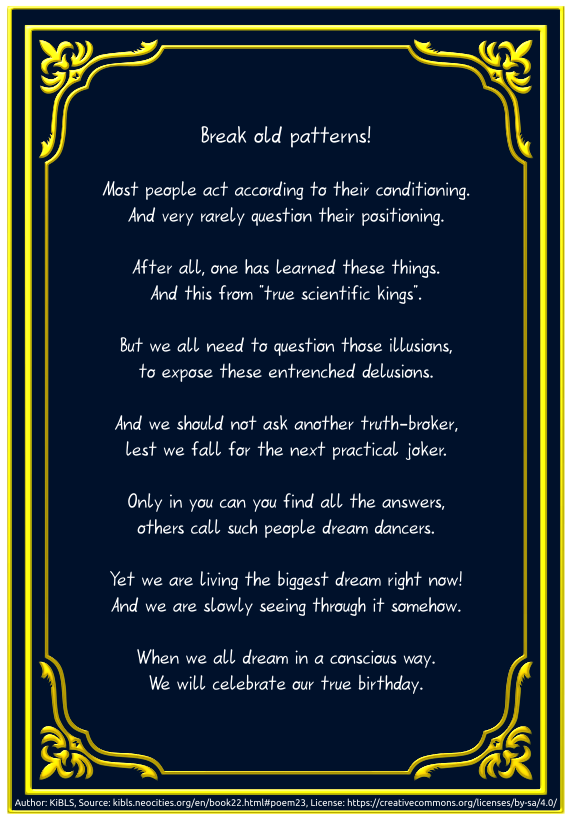 Break old patterns!
Most people act according to their conditioning.
And very rarely question their positioning.
After all, one has learned these things.
And this from "true scientific kings".
But we all need to question those illusions,
to expose these entrenched delusions.
And we should not ask another truth-broker,
lest we fall for the next practical joker.
Only in you can you find all the answers,
others call such people dream dancers.
Yet we are living the biggest dream right now!
And we are slowly seeing through it somehow.
When we all dream in a conscious way.
We will celebrate our true birthday.
Author: KiBLS, Source: kibls.neocities.org/en/book22.html#poem23, License: https://creativecommons.org/licenses/by-sa/4.0/